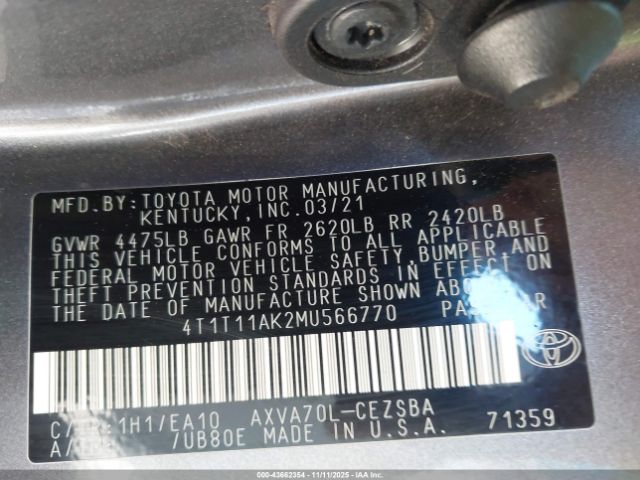 MFD.BY:TOYOTA MOTOR MANUFACTURING,
KENTUCKY,INC.03/21
GVWR 4475LB GAWR FR 2620LB RR 2420LB
THIS VEHICLE CONFORMS TO ALL APPLICABLE
FEDERAL MOTOR VEHICLE SAFETY,BUMPER AND
THEFT PREVENTION STANDARDS IN EFFECT ON
THE DATE OF MANUFACTURE SHOWN
4T1T11AK2MU566770
1H1/EA10 AXVA70L-CEZSBA
/UB80E MADE IN U.S.A. 71359
000-43662354 | 11/11/2025 | IAAI.COM